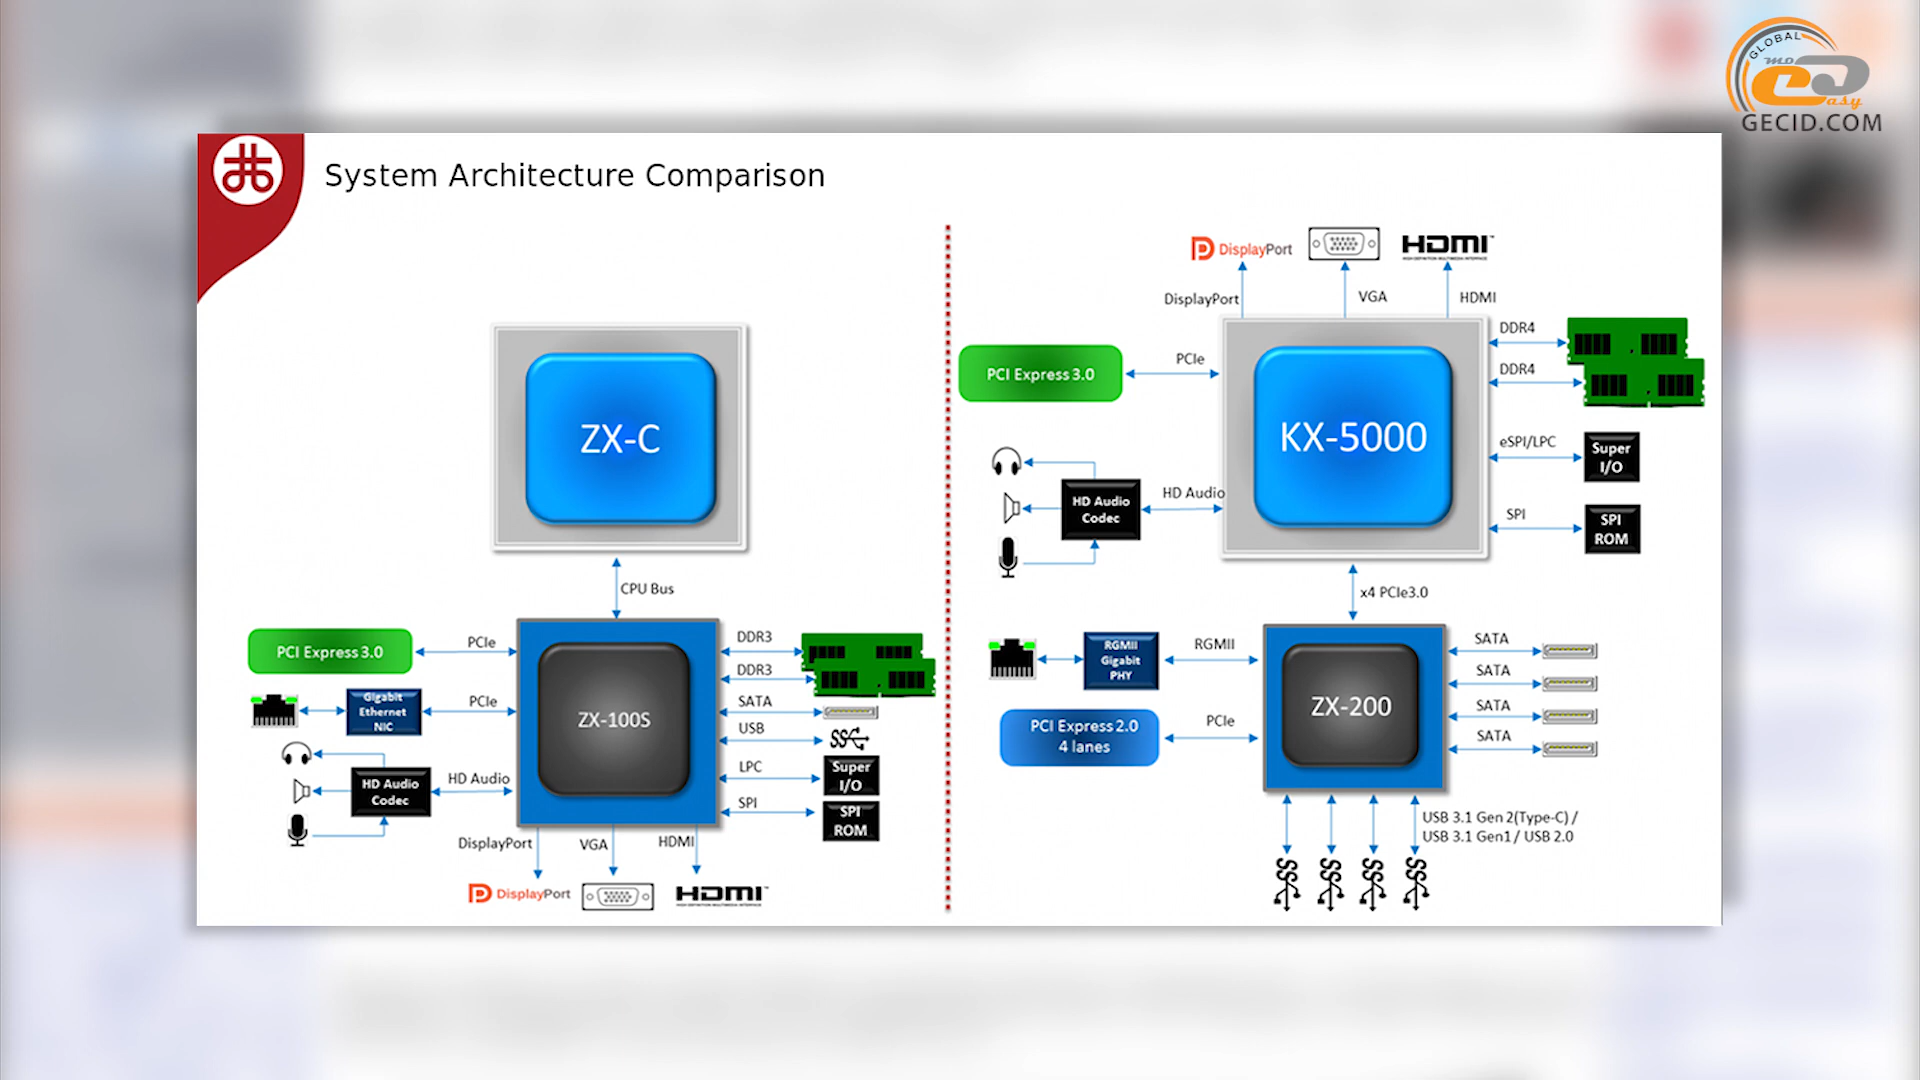 GLOBAL
easy
GECID.COM
System Architecture Comparison
ZX-C
CPU Bus
PCI Express 3.0
PCIe
Gigabit
Ethernet
NIC
PCIe
HD Audio
Codec
HD Audio
ZX-100S
DDR3
DDR3
SATA
USB
LPC
Super
I/O
SPI
SPI
ROM
DisplayPort
VGA
HDMI
DisplayPort
HDMI
DisplayPort
HDMI
DisplayPort
VGA
HDMI
PCI Express 3.0
PCIe
HD Audio
Codec
HD Audio
KX-5000
DDR4
DDR4
eSPI/LPC
Super
I/O
SPI
SPI
ROM
x4 PCIe3.0
RGMII
Gigabit
PHY
RGMII
PCI Express 2.0
4 lanes
PCIe
ZX-200
SATA
SATA
SATA
SATA
USB 3.1 Gen 2(Type-C) /
USB 3.1 Gen1 / USB 2.0